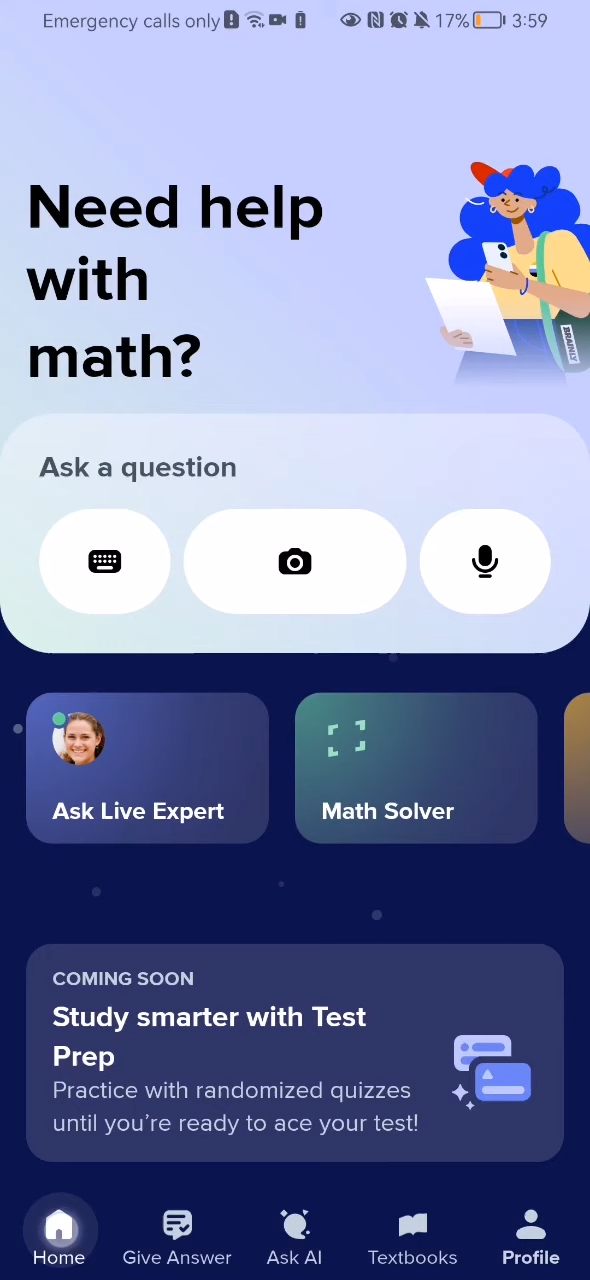 Emergency calls only 17% 3:59
Need help
with
math?
BRAINLY
Ask a question
Ask Live Expert
Math Solver
COMING SOON
Study smarter with Test
Prep
Practice with randomized quizzes
until you’re ready to ace your test!
Home Give Answer Ask AI Textbooks Profile